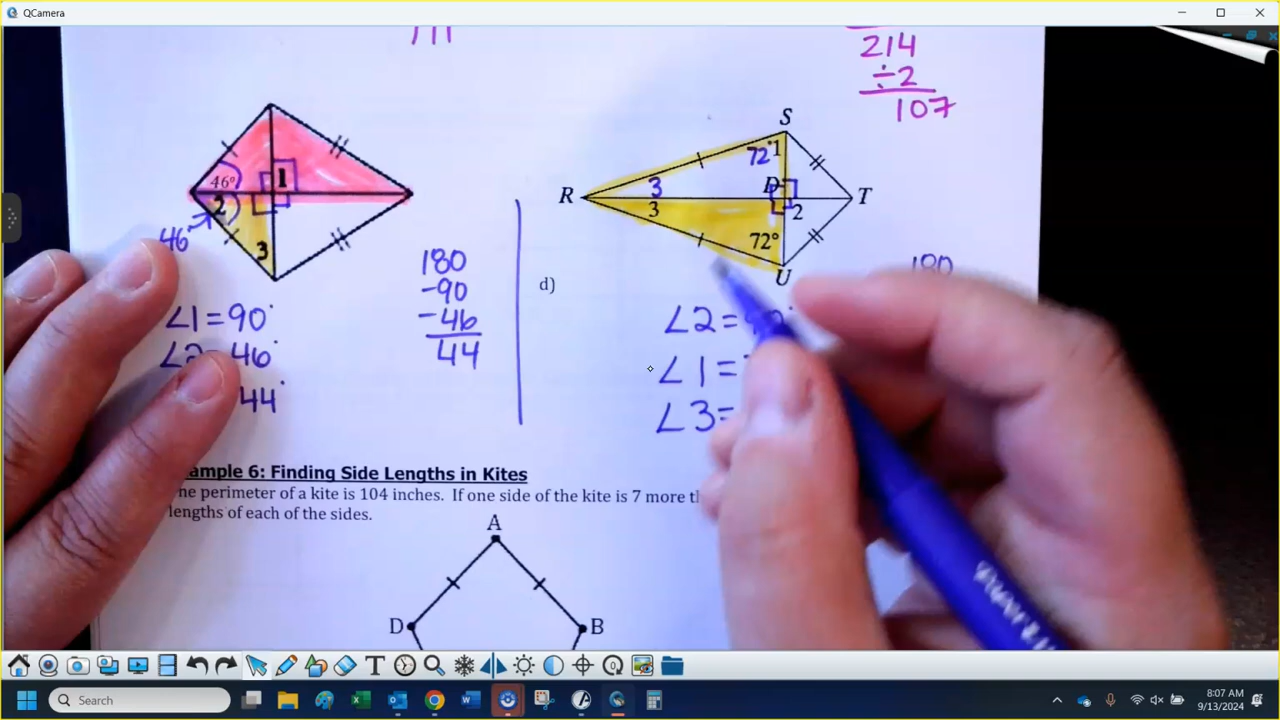 QCamera
214
÷2
107
46°
1
2
46
3
180
-90
-46
44
∠1=90°
46°
44°
S
72°
1
R
3
3
T
2
72°
U
d)
180
∠2=
∠1=
∠3=
Example 6: Finding Side Lengths in Kites
The perimeter of a kite is 104 inches. If one side of the kite is 7 more
lengths of each of the sides.
A
D
B
Search
8:07 AM
9/13/2024